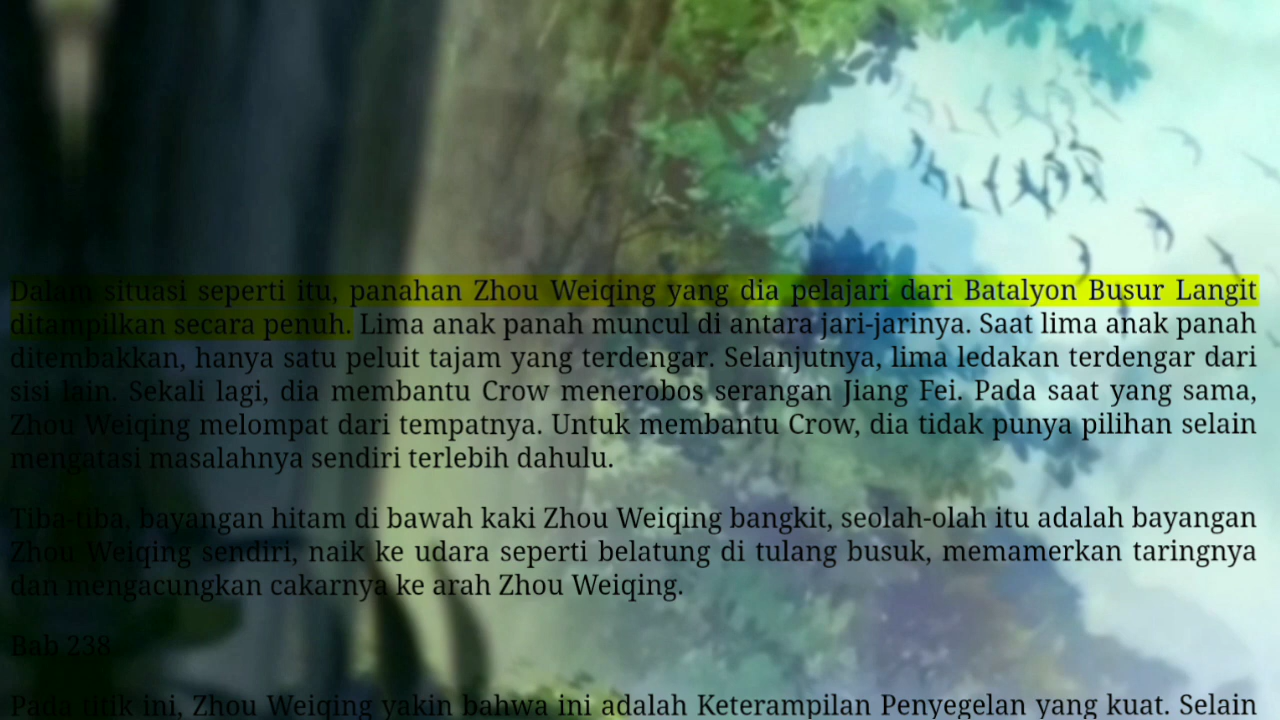 Dalam situasi seperti itu, panahan Zhou Weiqing yang dia pelajari dari Batalyon Busur Langit
ditampilkan secara penuh. Lima anak panah muncul di antara jari-jarinya. Saat lima anak panah
ditembakkan, hanya satu peluit tajam yang terdengar. Selanjutnya, lima ledakan terdengar dari
sisi lain. Sekali lagi, dia membantu Crow menerobos serangan Jiang Fei. Pada saat yang sama,
Zhou Weiqing melompat dari tempatnya. Untuk membantu Crow, dia tidak punya pilihan selain
mengatasi masalahnya sendiri terlebih dahulu.
Tiba-tiba, bayangan hitam di bawah kaki Zhou Weiqing bangkit, seolah-olah itu adalah bayangan
Zhou Weiqing sendiri, naik ke udara seperti belatung di tulang busuk, memamerkan taringnya
dan mengacungkan cakarnya ke arah Zhou Weiqing.
Bab 238
Pada titik ini, Zhou Weiqing yakin bahwa ini adalah Keterampilan Penyegelan yang kuat. Selain